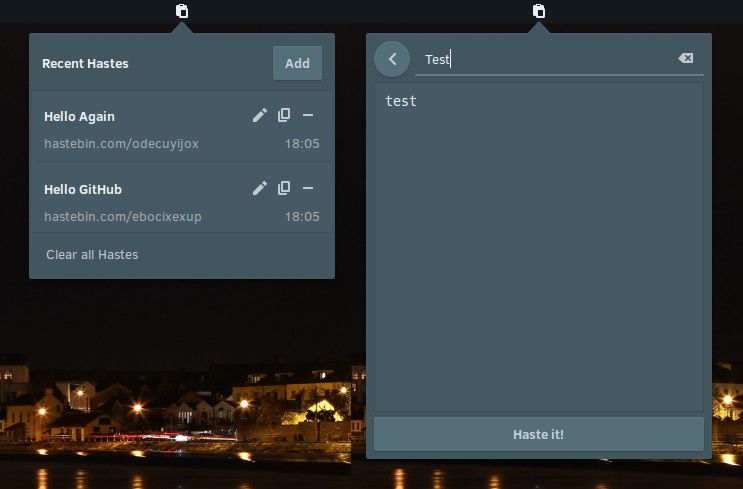 Recent Hastes
Add
Hello Again
hastebin.com/odecuyijox
18:05
Hello GitHub
hastebin.com/ebocixexup
18:05
Clear all Hastes
Test
test
Haste it!